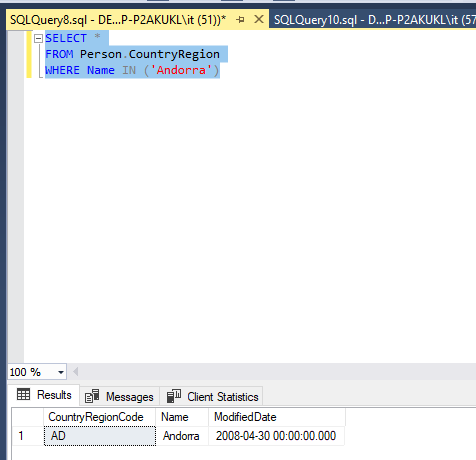 SQLQuery8.sql - DE...P-P2AKUKL\it (51))* SQLQuery10.sql - D...P-P2AKUKL\it (5
SELECT *
FROM Person.CountryRegion
WHERE Name IN ('Andorra')
100 %
Results Messages Client Statistics
CountryRegionCode Name ModifiedDate
1 AD Andorra 2008-04-30 00:00:00.000